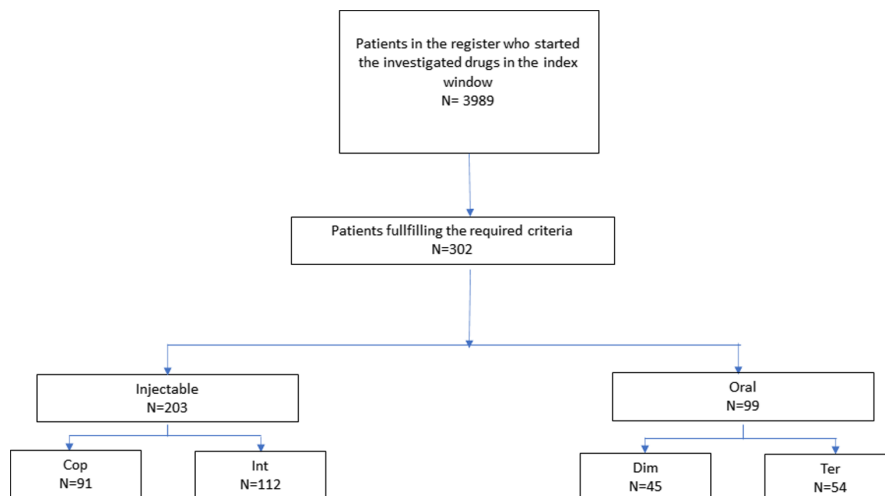 Patients in the register who started
the investigated drugs in the index
window
N= 3989
Patients fullfilling the required criteria
N=302
Injectable
N=203
Oral
N=99
Cop
N=91
Int
N=112
Dim
N=45
Ter
N=54